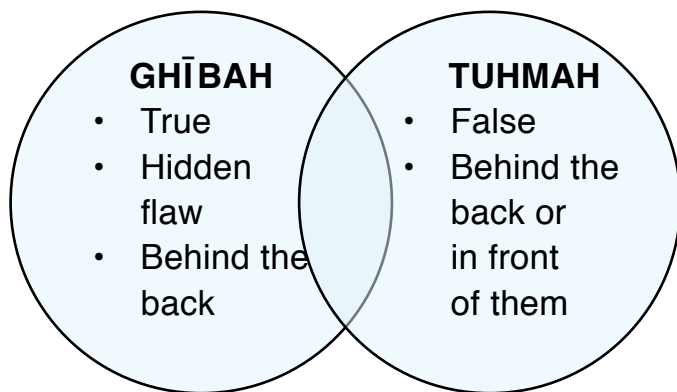 GHĪBAH
• True
• Hidden
flaw
• Behind the
back
TUHMAH
• False
• Behind the
back or
in front
of them